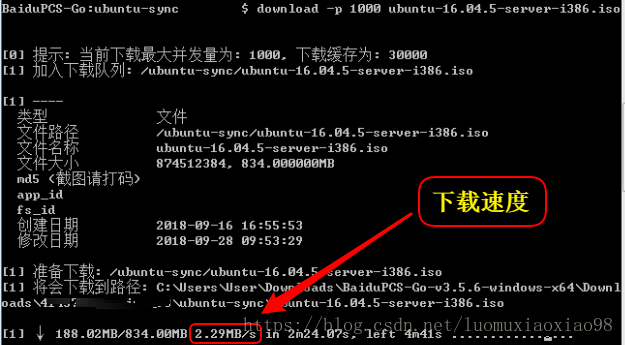 BaiduPCS-Go:ubuntu-sync $ download -p 1000 ubuntu-16.04.5-server-i386.iso
[0] 提示: 当前下载最大并发量为: 1000, 下载缓存为: 30000
[1] 加入下载队列: /ubuntu-sync/ubuntu-16.04.5-server-i386.iso
[1] ----
类型 文件
文件路径 /ubuntu-sync/ubuntu-16.04.5-server-i386.iso
文件名称 ubuntu-16.04.5-server-i386.iso
文件大小 874512384, 834.000000MB
md5 (截图请打码)
app_id
fs_id
创建日期 2018-09-16 16:55:53
修改日期 2018-09-28 09:53:29
下载速度
[1] 准备下载: /ubuntu-sync/ubuntu-16.04.5-server-i386.iso
[1] 将会下载到路径: C:\Users\User\Downloads\BaiduPCS-Go-v3.5.6-windows-x64\Downl
oads\ /ubuntu-sync/ubuntu-16.04.5-server-i386.iso
[1] ↓ 188.02MB/834.00MB 2.29MB/s in 2m24.07s, left 4m41s ............
https://blog.csdn.net/luomuxiaoxiao98